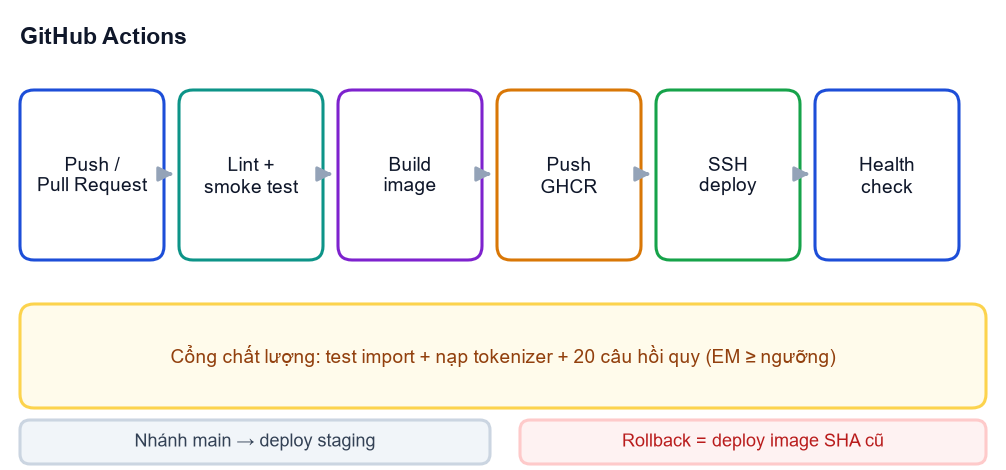 GitHub Actions
Push /
Pull Request
Lint +
smoke test
Build
image
Push
GHCR
SSH
deploy
Health
check
Cổng chất lượng: test import + nạp tokenizer + 20 câu hồi quy (EM ≥ ngưỡng)
Nhánh main → deploy staging
Rollback = deploy image SHA cũ